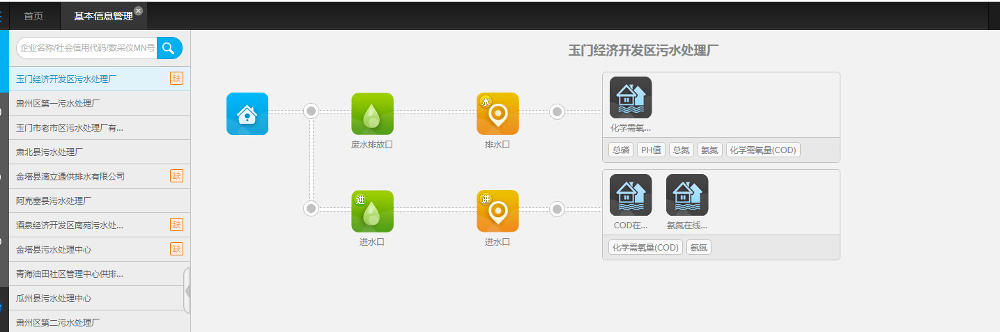 首页
基本信息管理
企业名称/社会信用代码/数采仪MN号
玉门经济开发区污水处理厂 缺
肃州区第一污水处理厂
玉门市老市区污水处理厂有...
肃北县污水处理厂
金塔县滴立通供排水有限公司 缺
阿克塞县污水处理厂
酒泉经济开发区南苑污水处... 缺
金塔县污水处理中心 缺
青海油田社区管理中心供排...
瓜州县污水处理中心
肃州区第二污水处理厂
玉门经济开发区污水处理厂
废水排放口
水
排水口
化学需氧...
总磷 PH值 总氮 氨氮 化学需氧量(COD)
进
进水口
进
进水口
COD在... 氨氮在线...
化学需氧量(COD) 氨氮